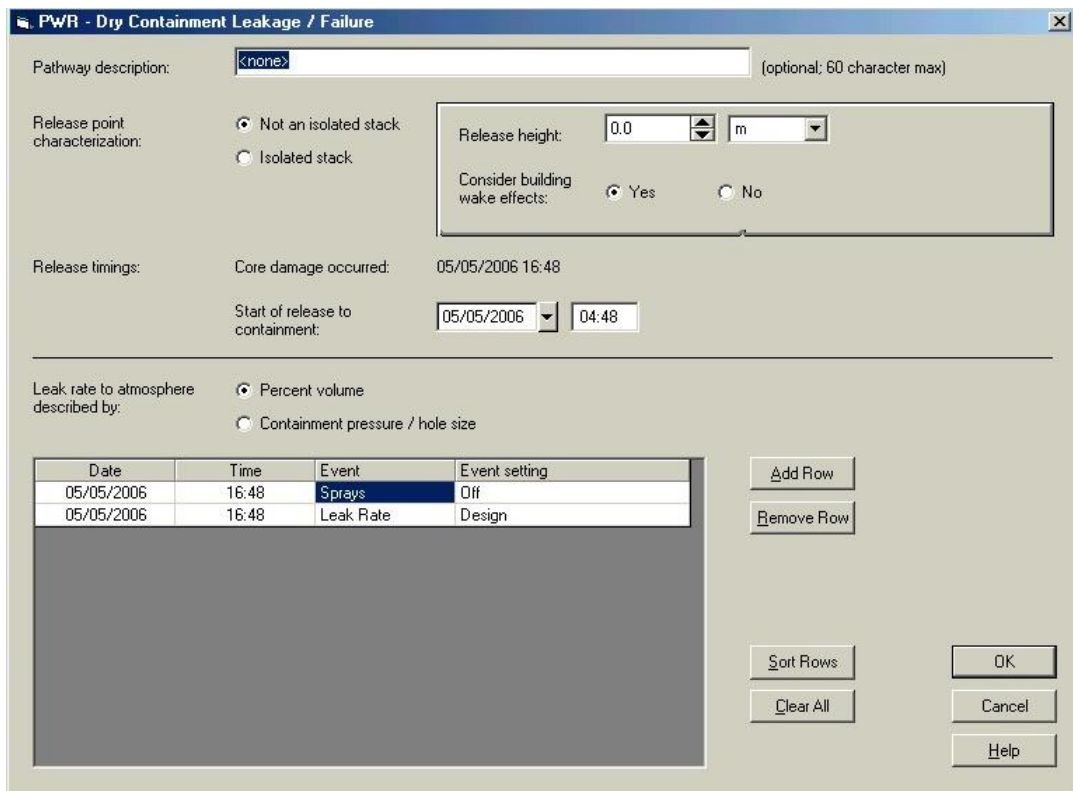 PWR - Dry Containment Leakage / Failure
Pathway description: <none> (optional; 60 character max)
Release point
characterization:
Not an isolated stack
Isolated stack
Release height: 0.0 m
Consider building
wake effects: Yes No
Release timings: Core damage occurred: 05/05/2006 16:48
Start of release to
containment: 05/05/2006 04:48
Leak rate to atmosphere
described by:
Percent volume
Containment pressure / hole size
Date Time Event Event setting
05/05/2006 16:48 Sprays Off
05/05/2006 16:48 Leak Rate Design
Add Row
Remove Row
Sort Rows
Clear All
OK
Cancel
Help